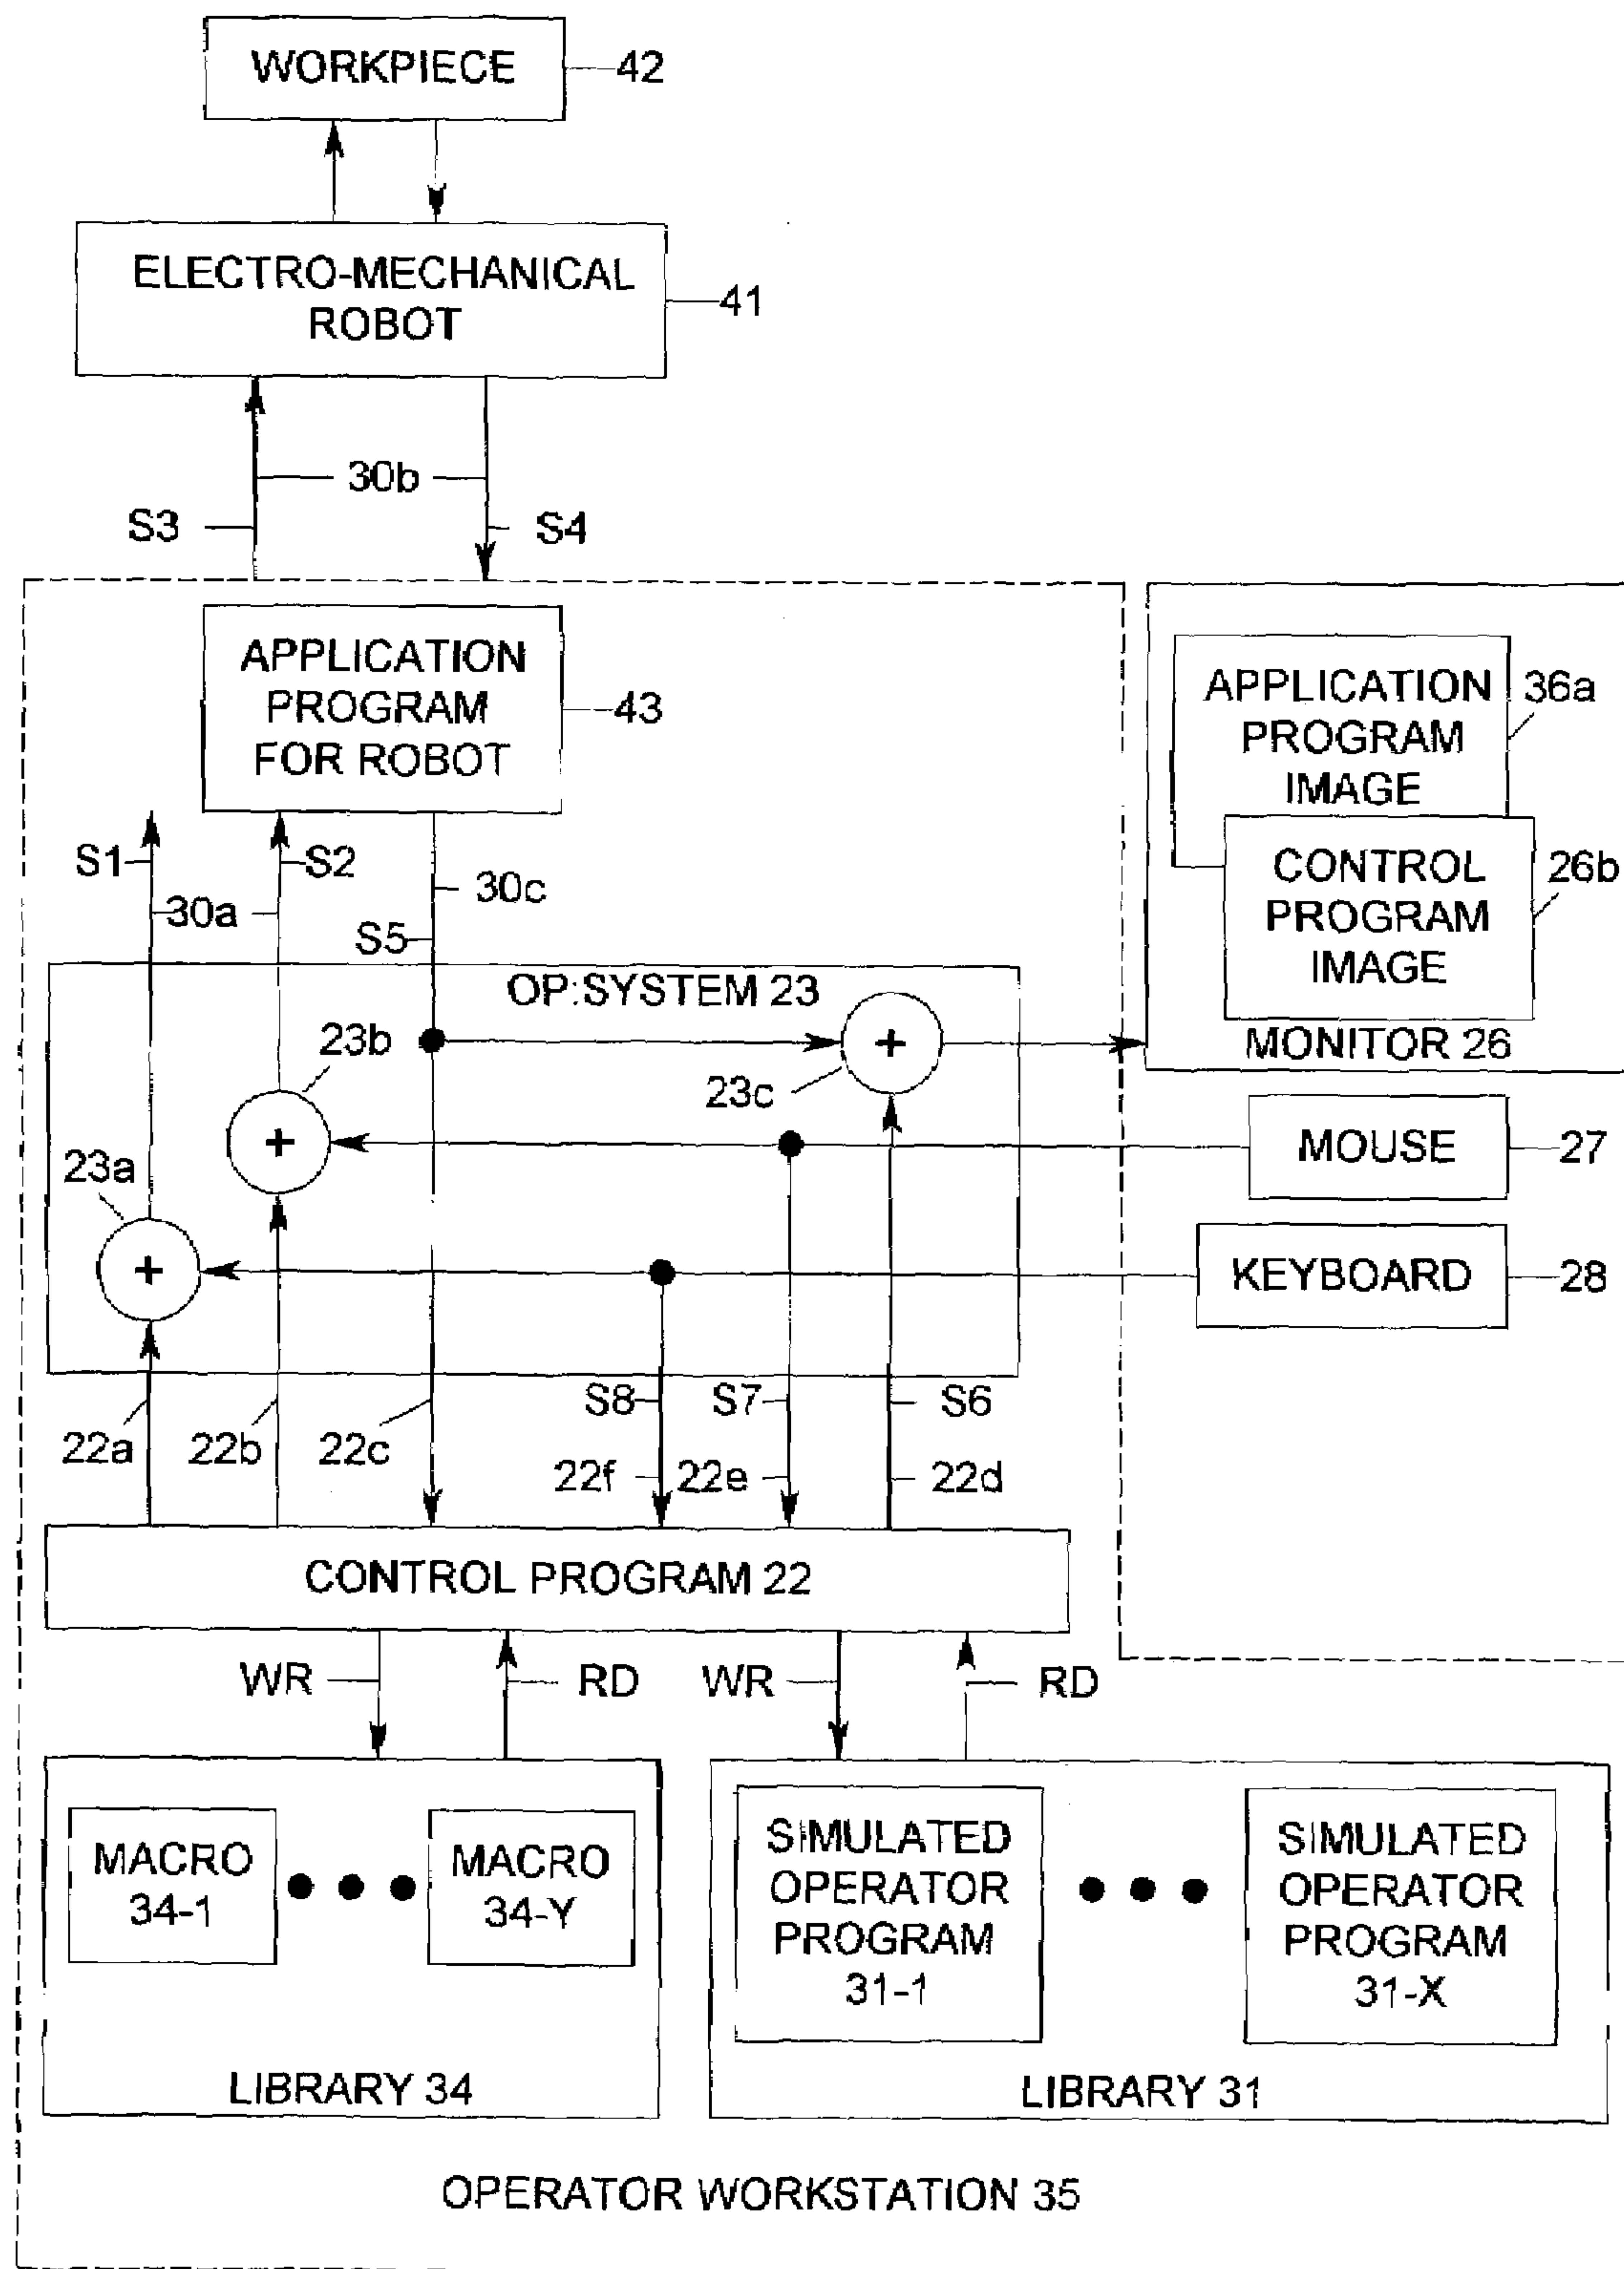 WORKPIECE
42
ELECTRO-MECHANICAL
ROBOT
41
30b
S3
S4
APPLICATION
PROGRAM
FOR ROBOT
43
APPLICATION
PROGRAM
IMAGE
36a
CONTROL
PROGRAM
IMAGE
26b
MONITOR 26
S1
S2
30a
30c
S5
OP:SYSTEM 23
23b
+
23c
+
23a
+
MOUSE
27
KEYBOARD
28
22a
22b
22c
S8
S7
S6
22f
22e
22d
CONTROL PROGRAM 22
WR
RD
WR
RD
MACRO
34-1
MACRO
34-Y
LIBRARY 34
SIMULATED
OPERATOR
PROGRAM
31-1
SIMULATED
OPERATOR
PROGRAM
31-X
LIBRARY 31
OPERATOR WORKSTATION 35